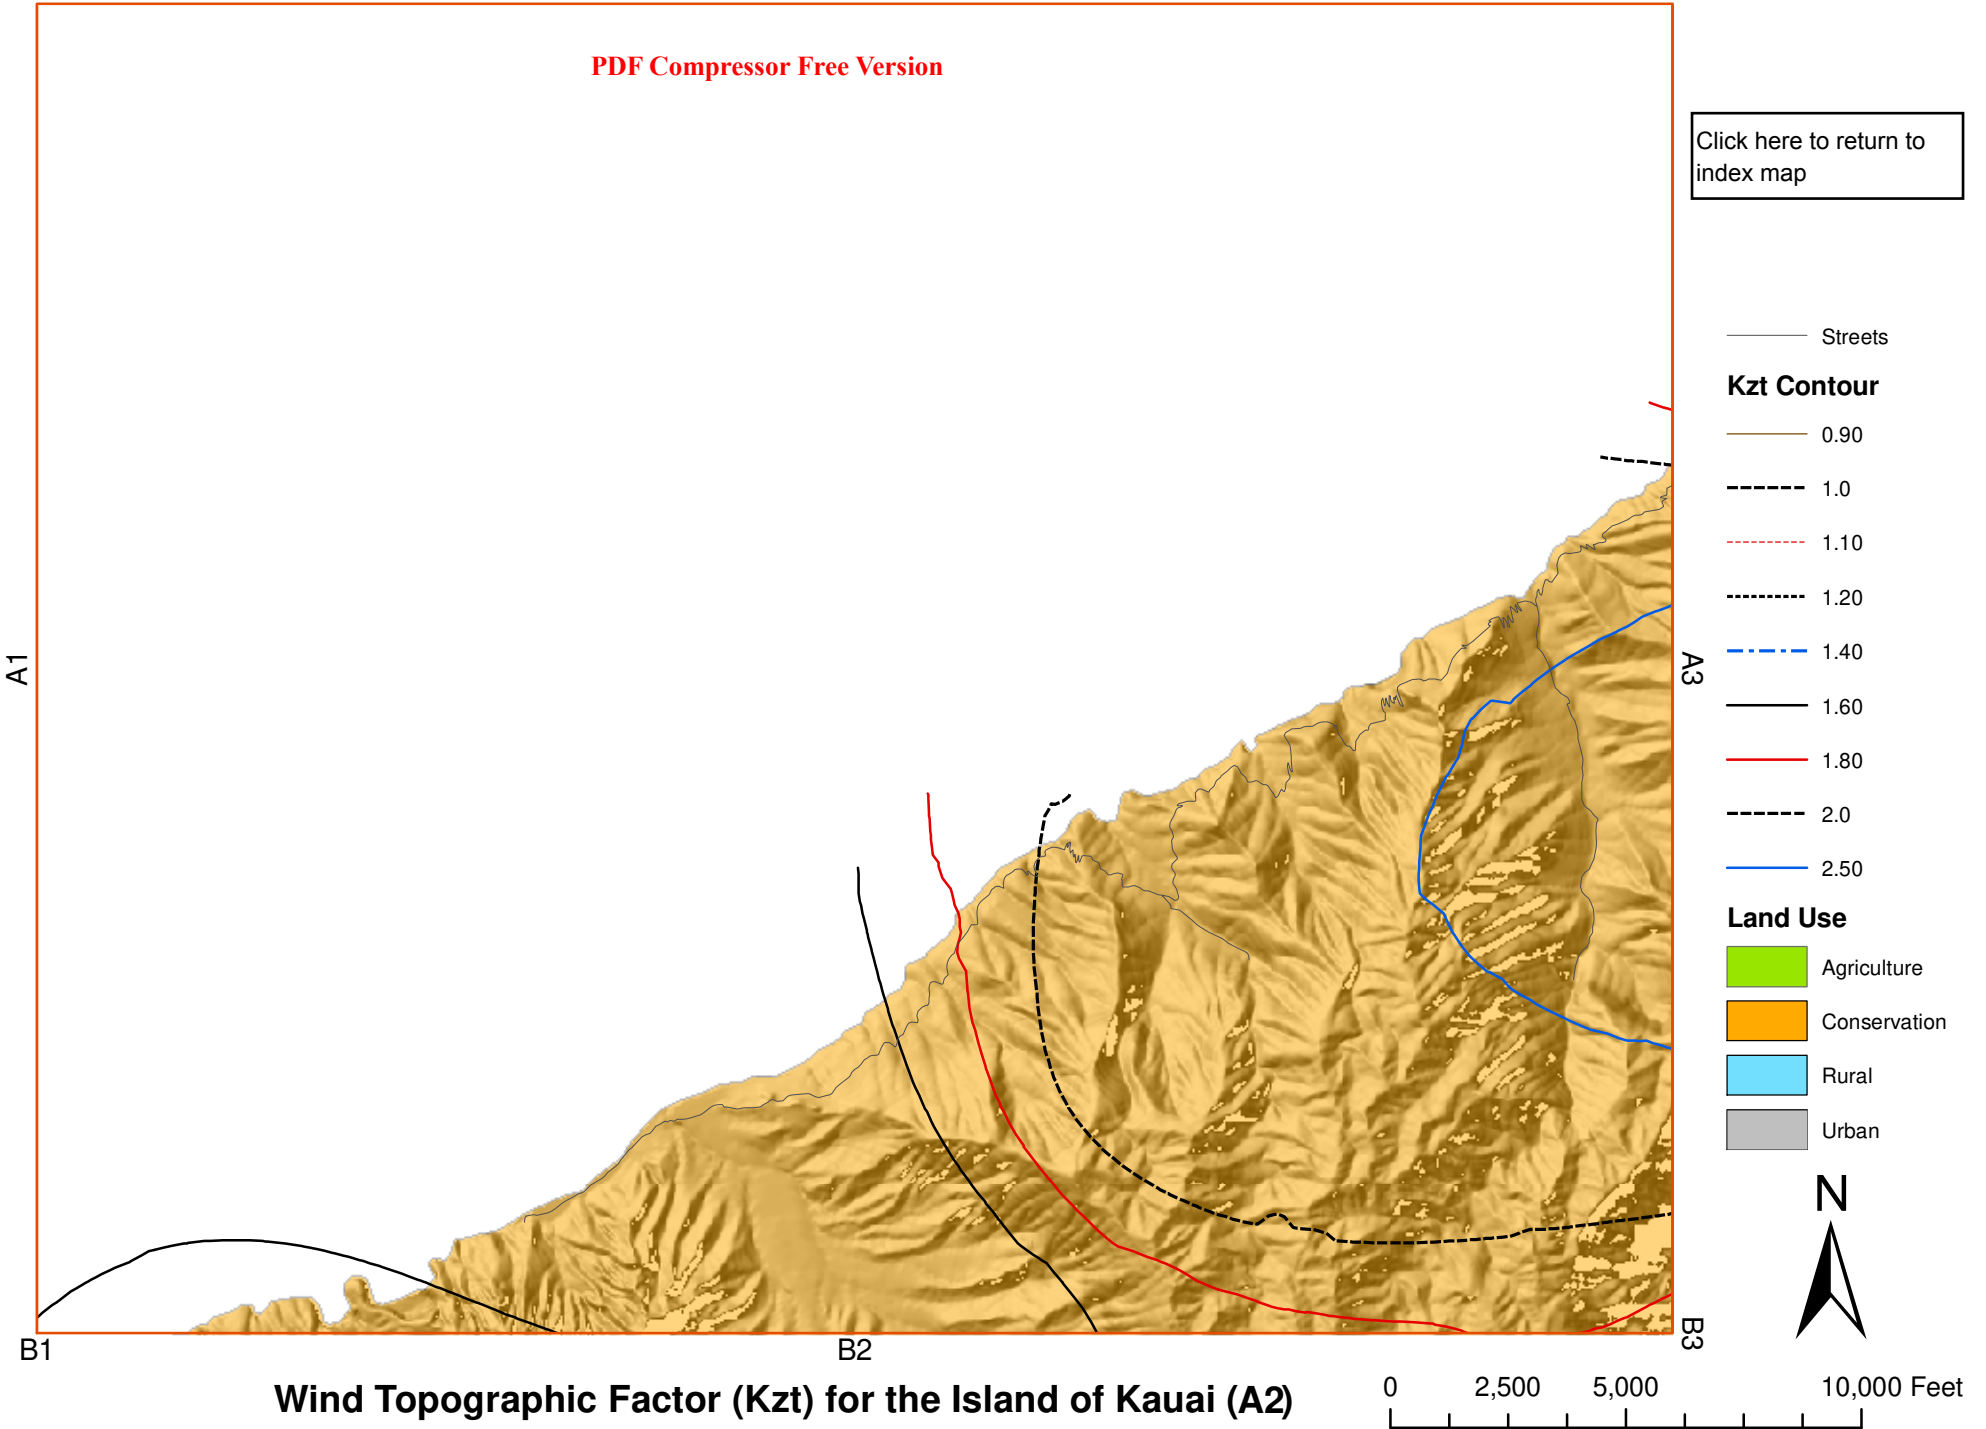 PDF Compressor Free Version
Click here to return to
index map
Streets
Kzt Contour
0.90
1.0
1.10
1.20
1.40
1.60
1.80
2.0
2.50
Land Use
Agriculture
Conservation
Rural
Urban
N
A1
A3
B1
B2
B3
Wind Topographic Factor (Kzt) for the Island of Kauai (A2)
0 2,500 5,000 10,000 Feet